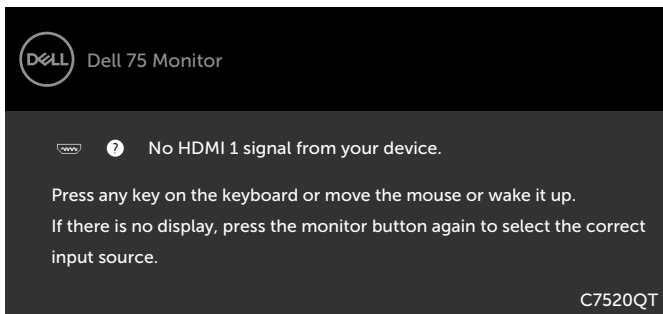 DELL Dell 75 Monitor
? No HDMI 1 signal from your device.
Press any key on the keyboard or move the mouse or wake it up.
If there is no display, press the monitor button again to select the correct
input source.
C7520QT